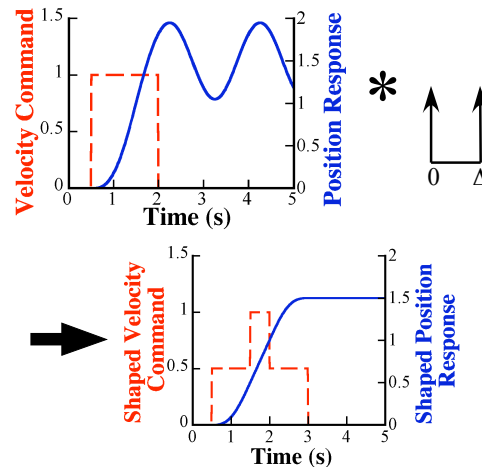 Velocity Command
1.5
1
0.5
0
0 1 2 3 4 5
Time (s)
2
1.5
1
0.5
0
Position Response
*
0 Δ
Shaped Velocity
Command
1.5
1
0.5
0
0 1 2 3 4 5
Time (s)
2
1.5
1
0.5
0
Shaped Position
Response